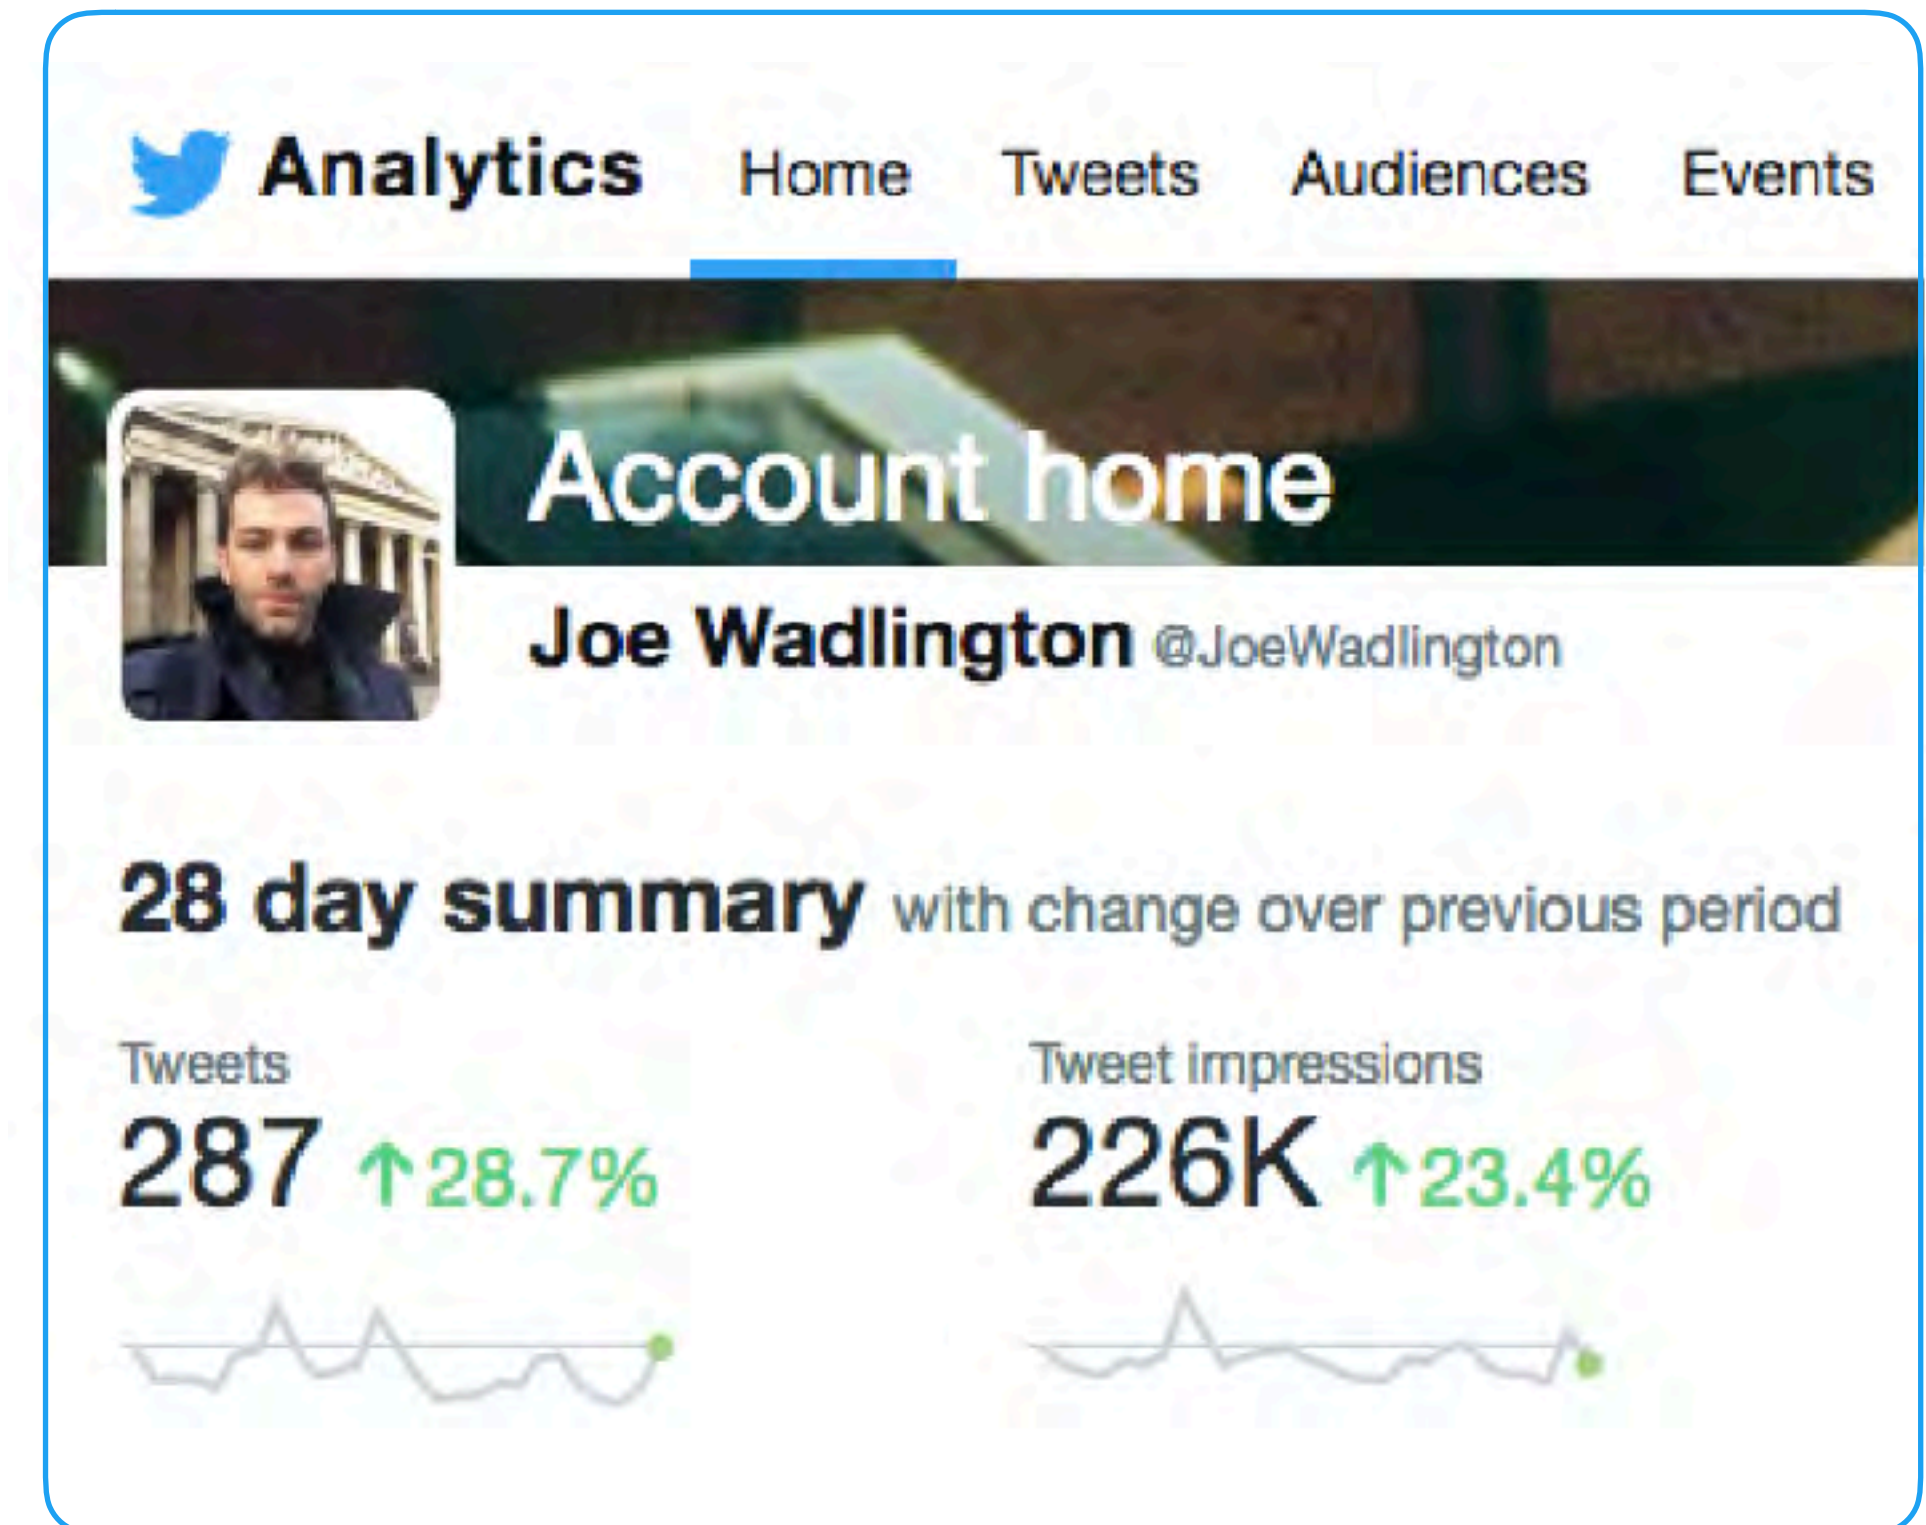 Analytics Home Tweets Audiences Events
Account home
Joe Wadlington @JoeWadlington
28 day summary with change over previous period
Tweets Tweet impressions
287 ↑28.7% 226K ↑23.4%